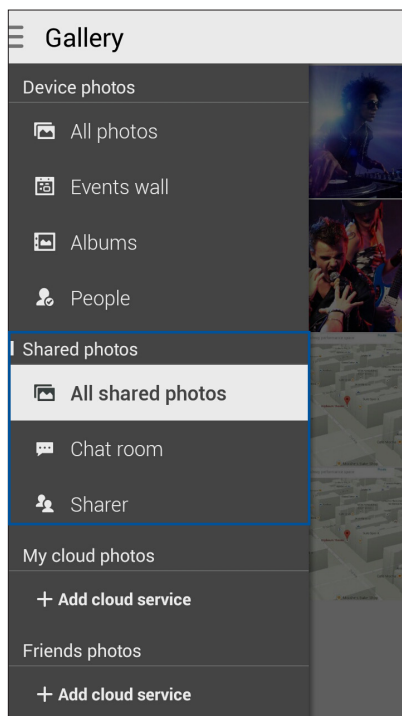 Gallery
Device photos
All photos
Events wall
Albums
People
Shared photos
All shared photos
Chat room
Sharer
My cloud photos
+ Add cloud service
Friends photos
+ Add cloud service